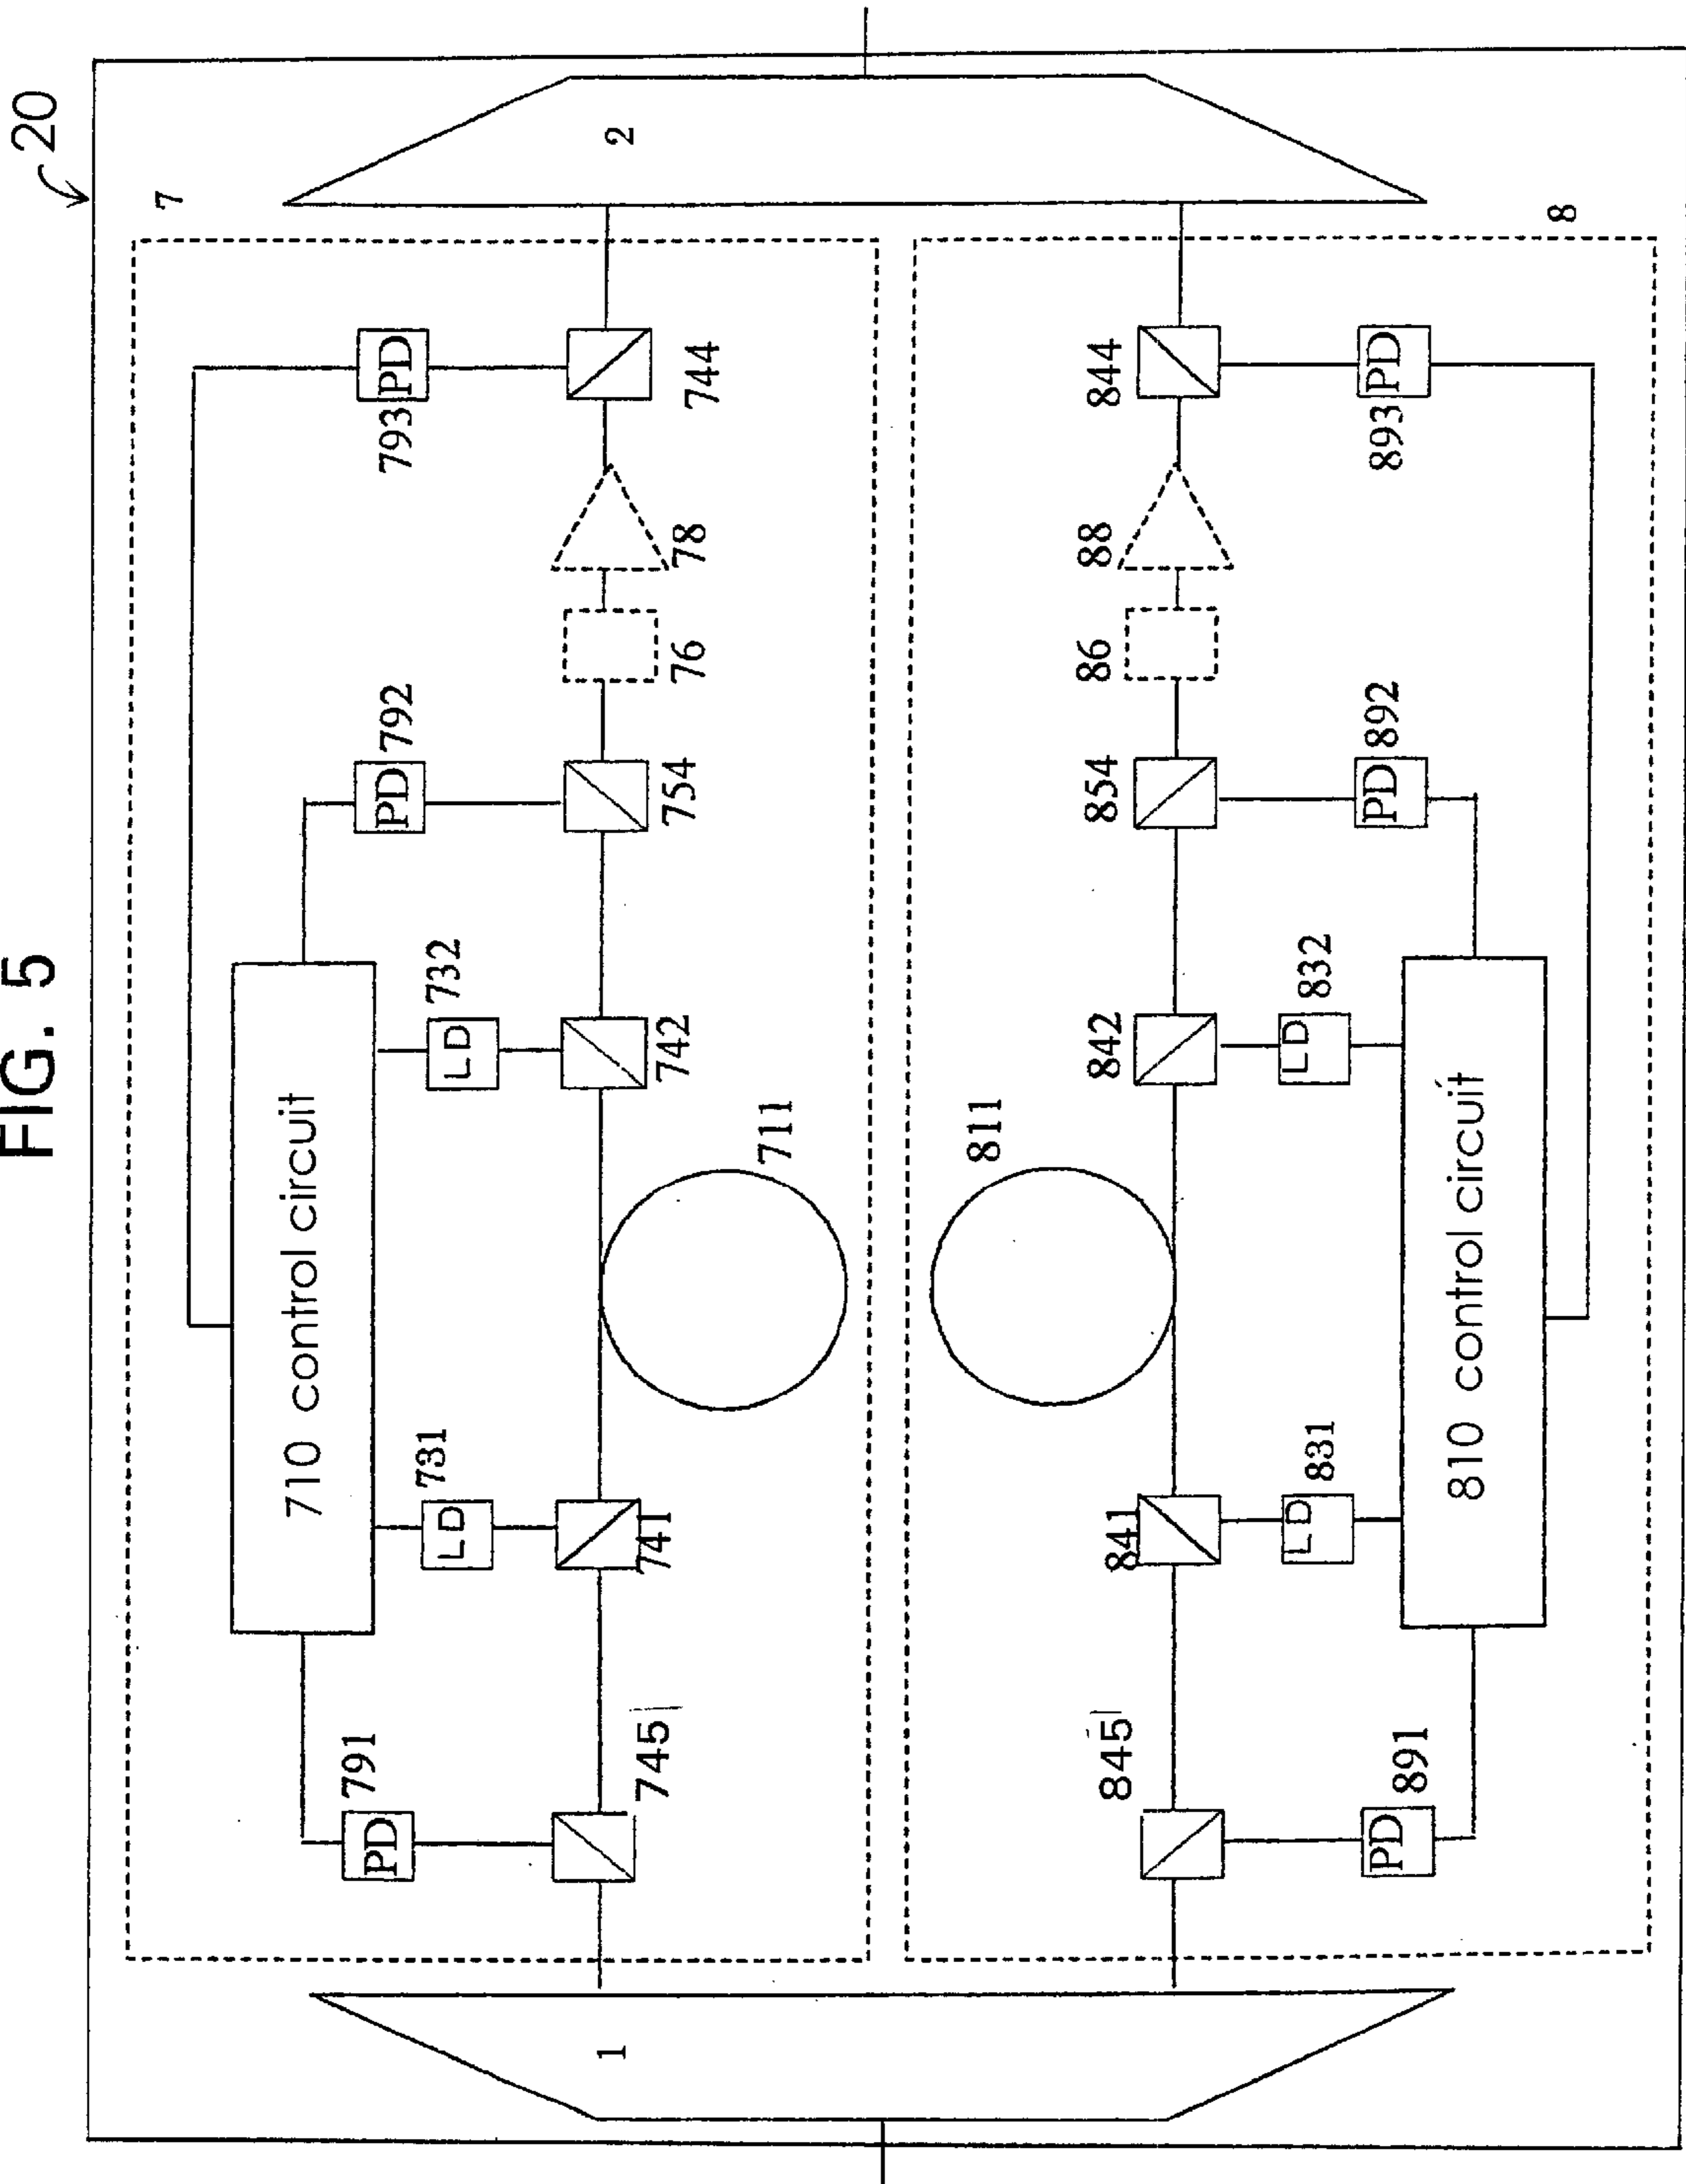 FIG. 5
20
7
710 control circuit
PD 791
LD 731
LD 732
PD 792
793 PD
745
741
711
742
754
76
78
744
1
2
845
841
811
842
854
86
88
844
PD 891
LD 831
LD 832
PD 892
893 PD
810 control circuit
8